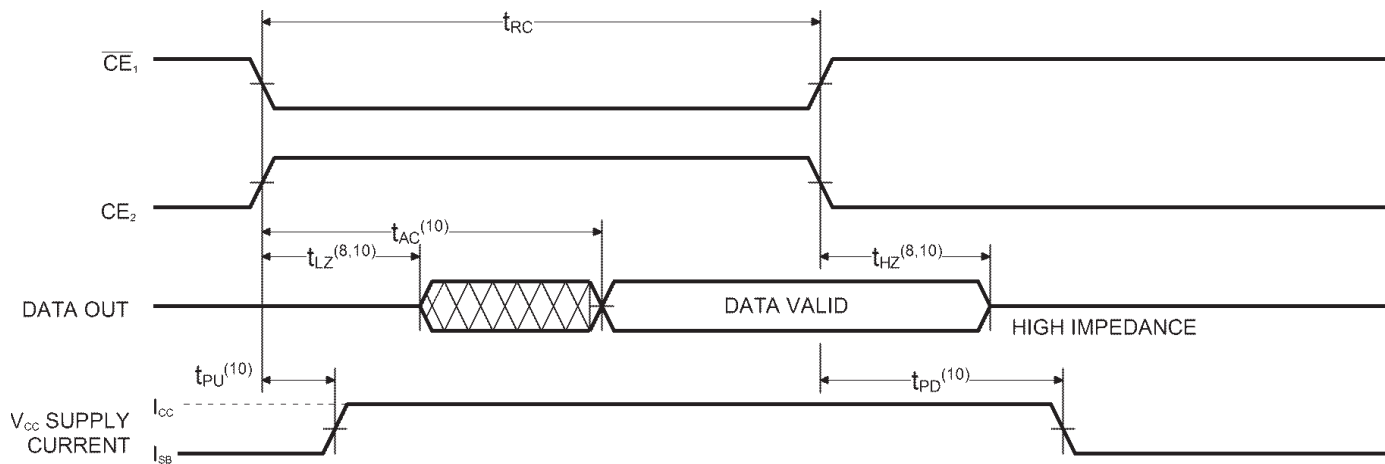 tRC
CE1
CE2
tAC(10)
tLZ(8,10)
tHZ(8,10)
DATA OUT
DATA VALID
HIGH IMPEDANCE
tPU(10)
tPD(10)
ICC
VCC SUPPLY
CURRENT
ISB